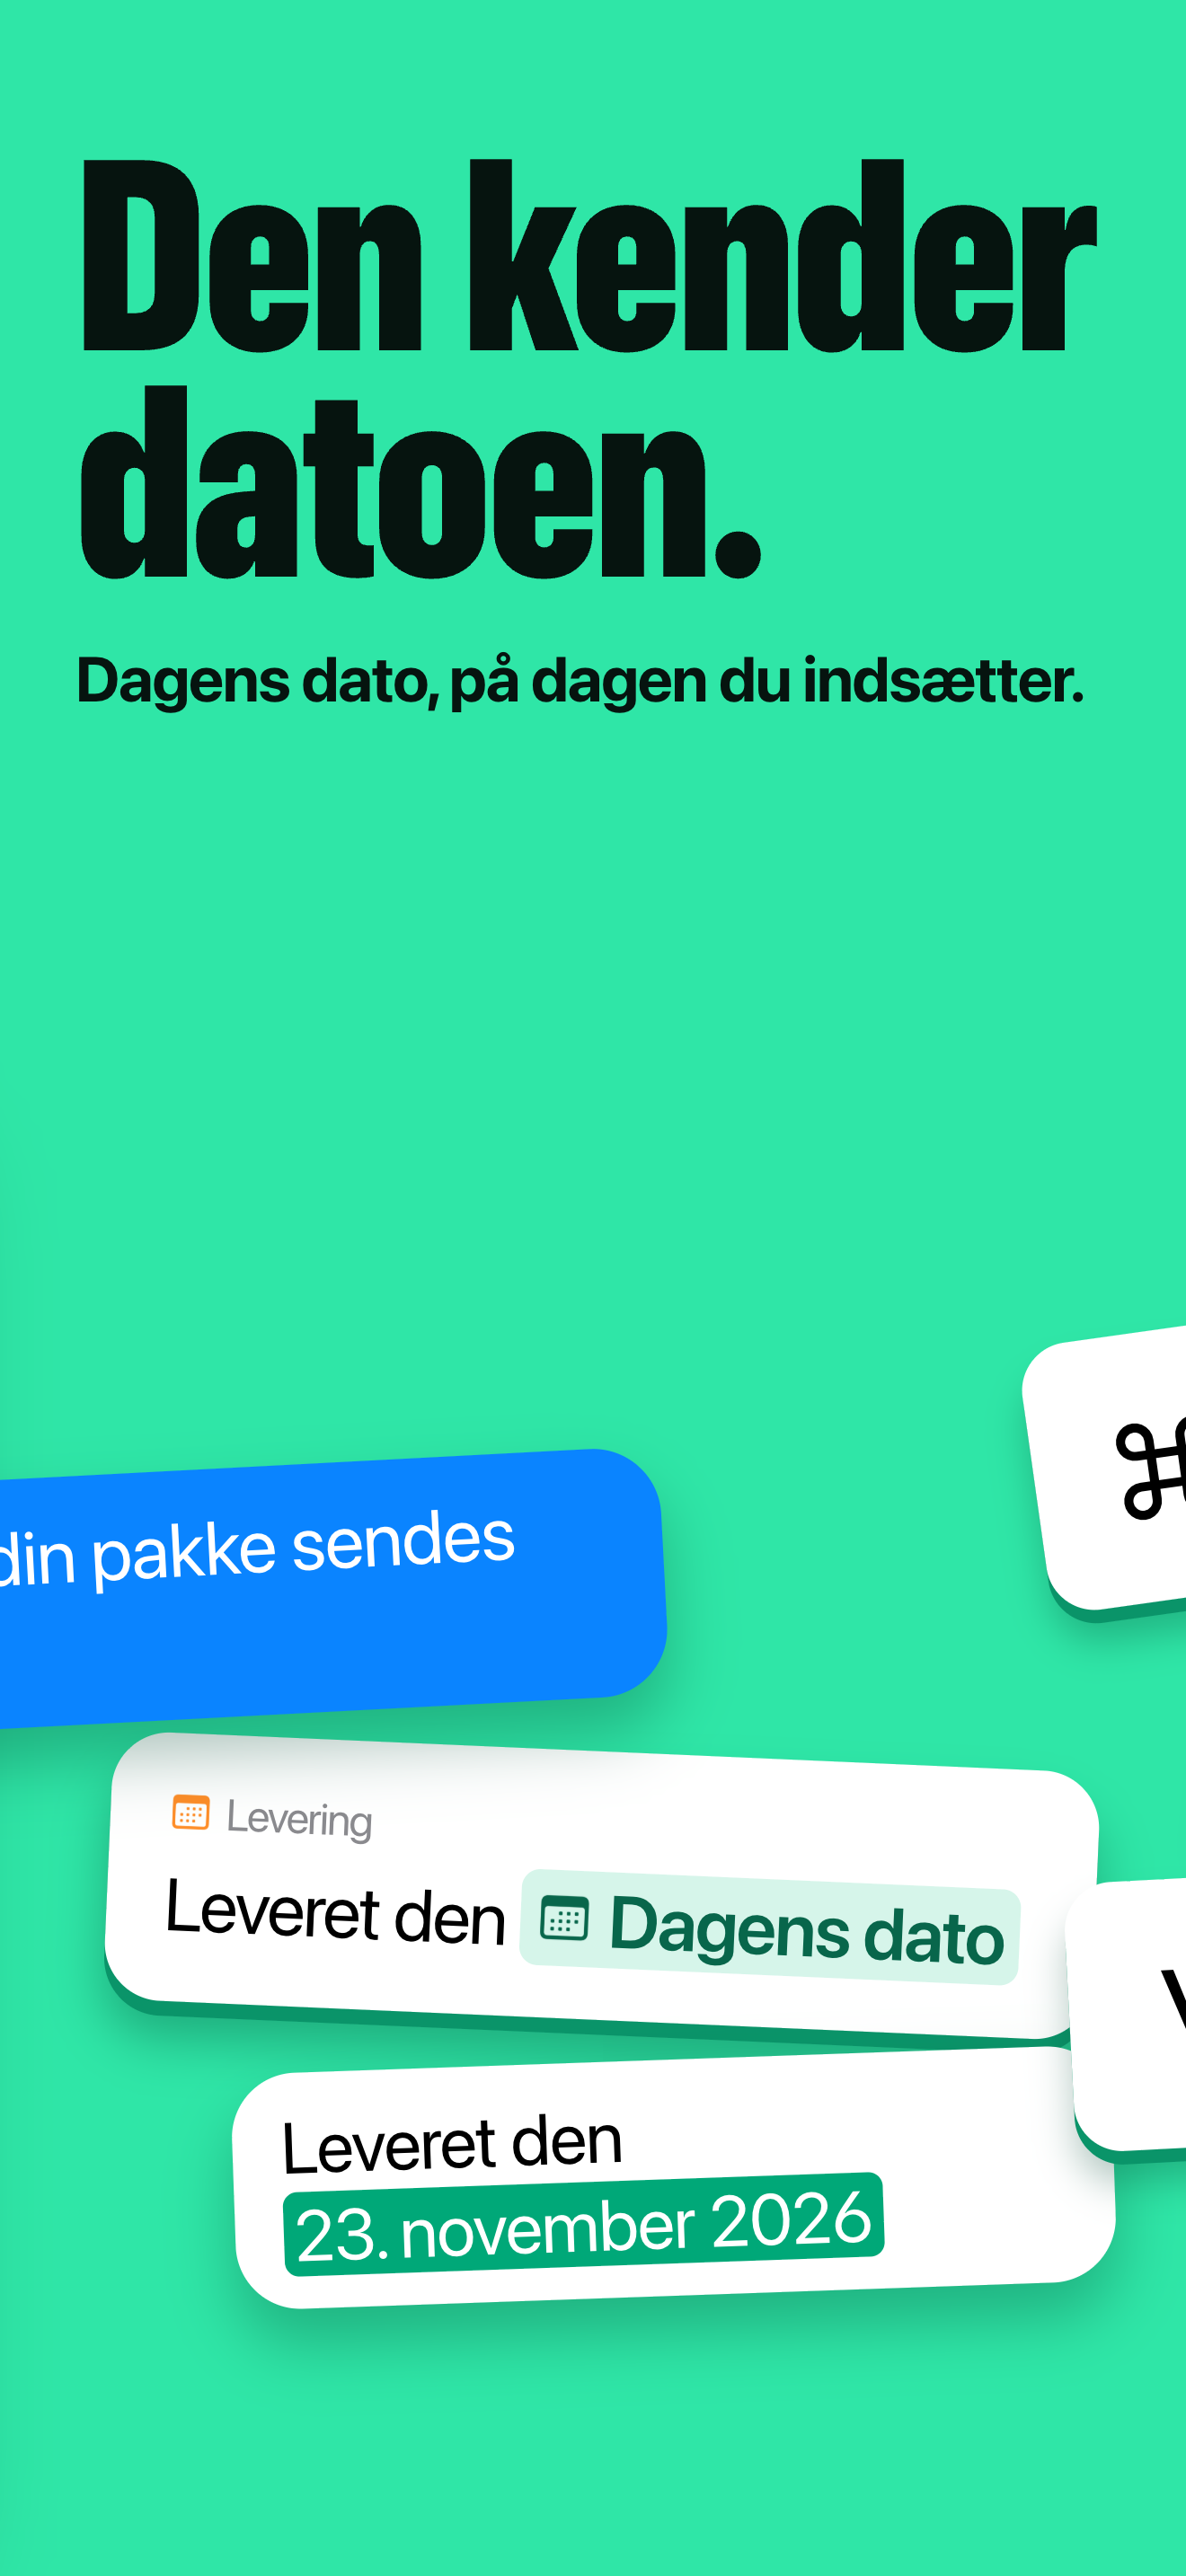 Den kender
datoen.
Dagens dato, på dagen du indsætter.
⌘
din pakke sendes
Levering
Leveret den Dagens dato
Leveret den
23. november 2026